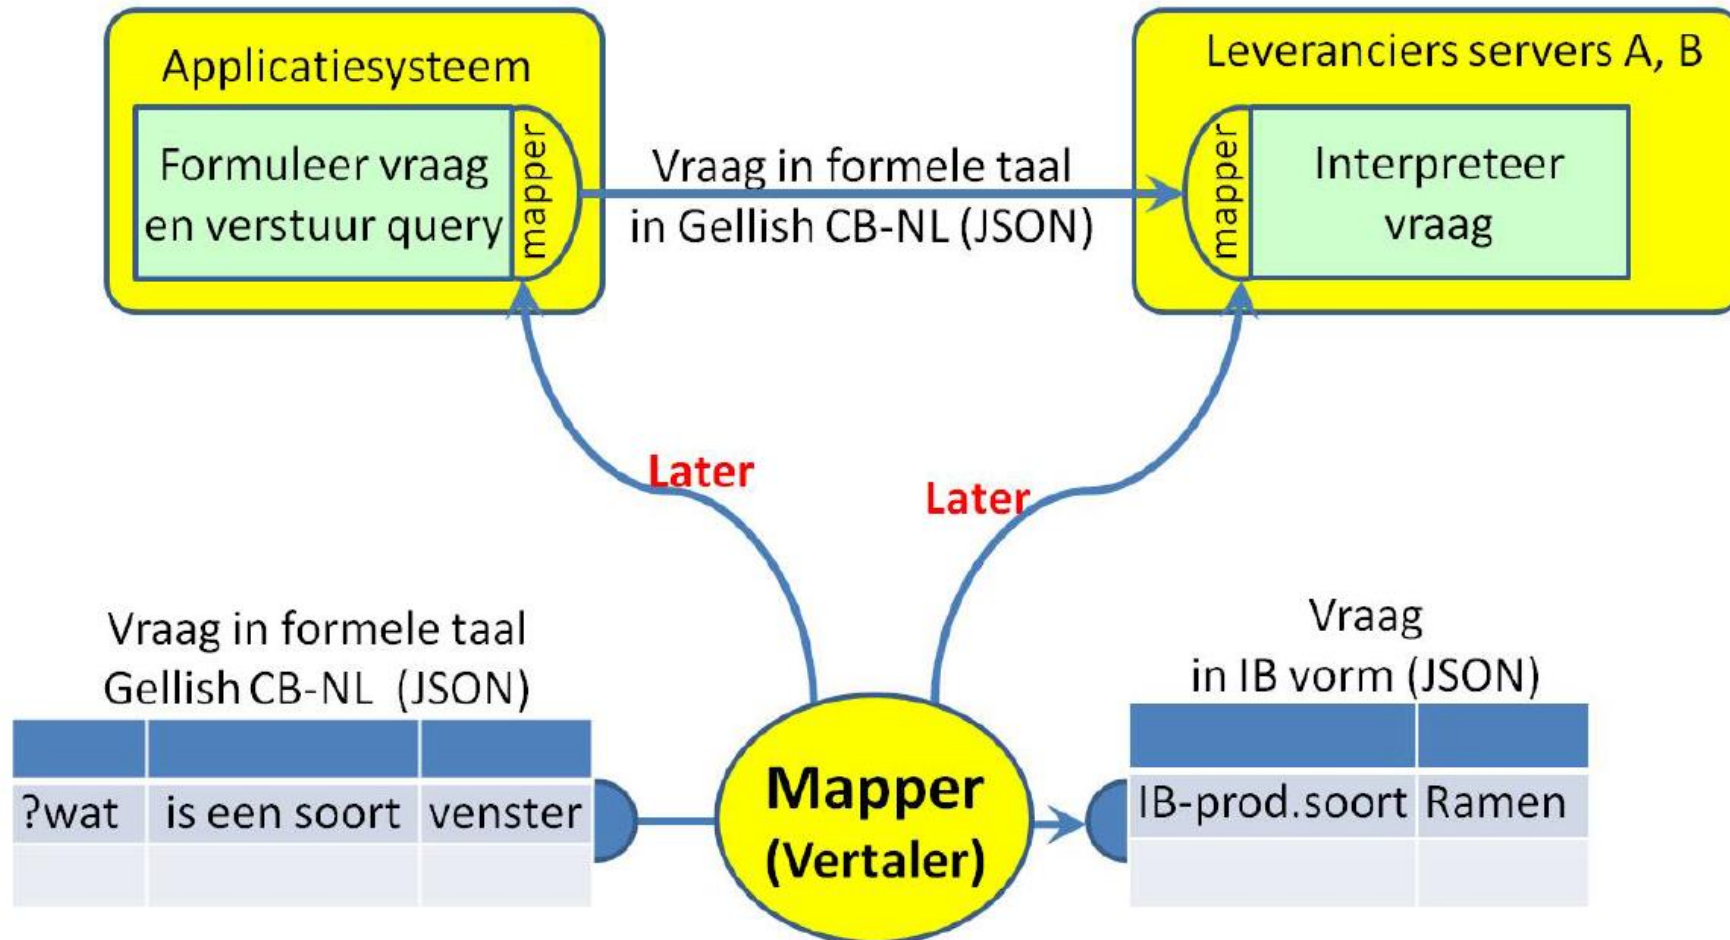 Applicatiesysteem
Formuleer vraag
en verstuur query
mapper
Vraag in formele taal
in Gellish CB-NL (JSON)
Leveranciers servers A, B
mapper
Interpreteer
vraag
Later
Later
Vraag in formele taal
Gellish CB-NL (JSON)
?wat is een soort venster
Mapper
(Vertaler)
Vraag
in IB vorm (JSON)
IB-prod.soort Ramen